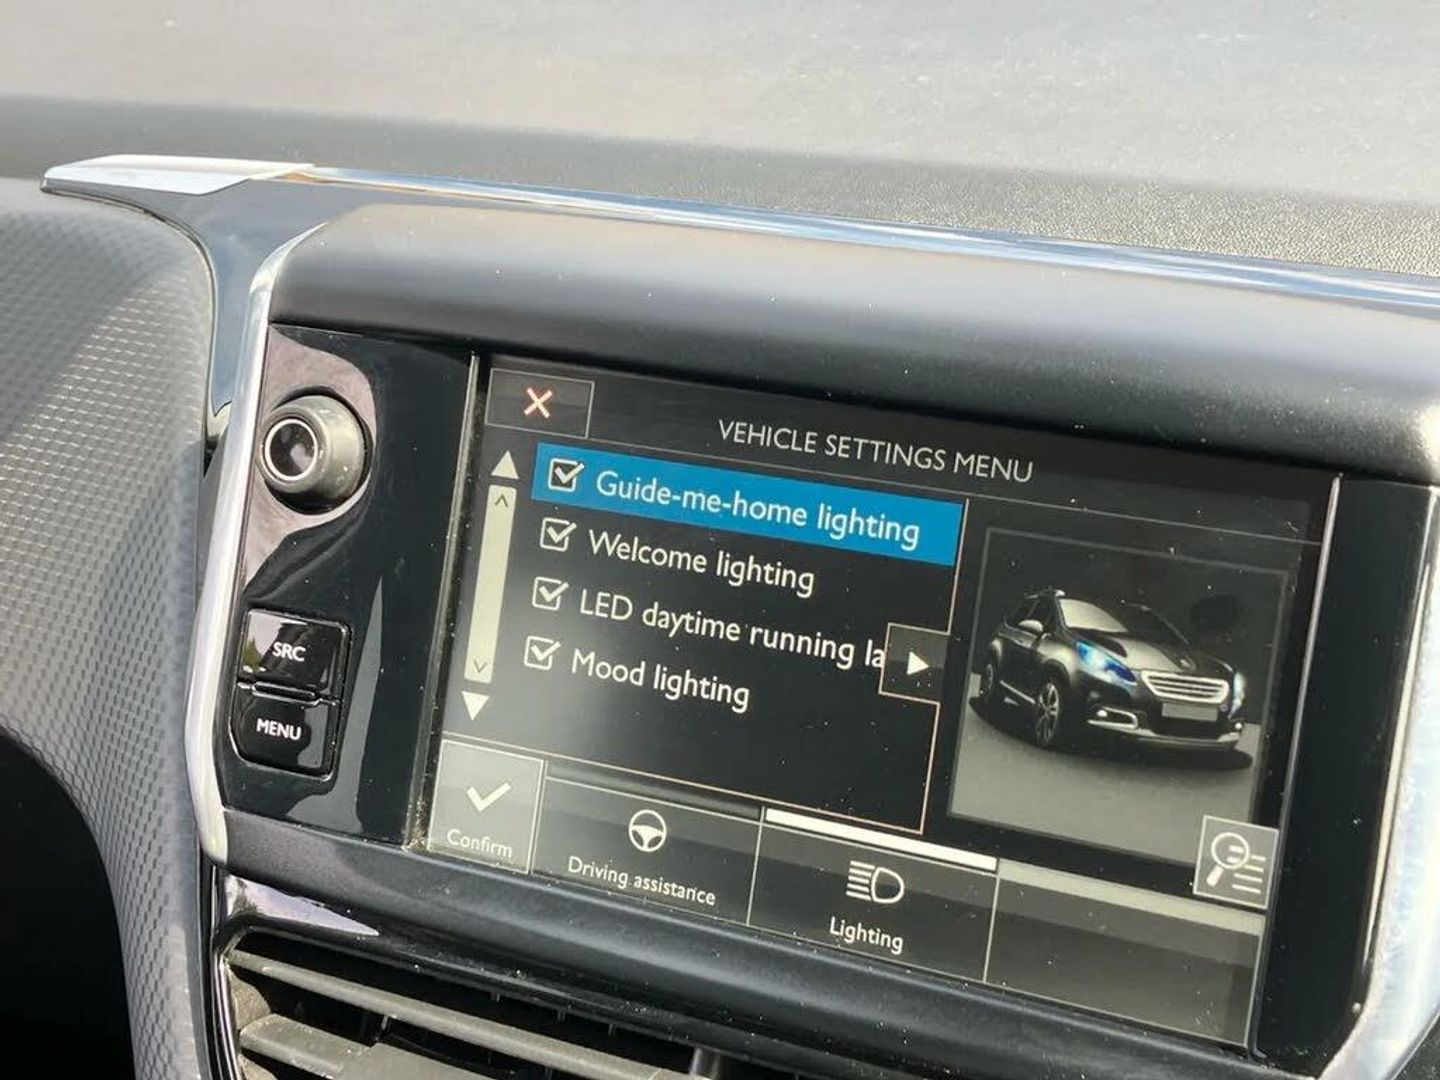 VEHICLE SETTINGS MENU
Guide-me-home lighting
Welcome lighting
LED daytime running la
Mood lighting
SRC
MENU
Confirm
Driving assistance
Lighting